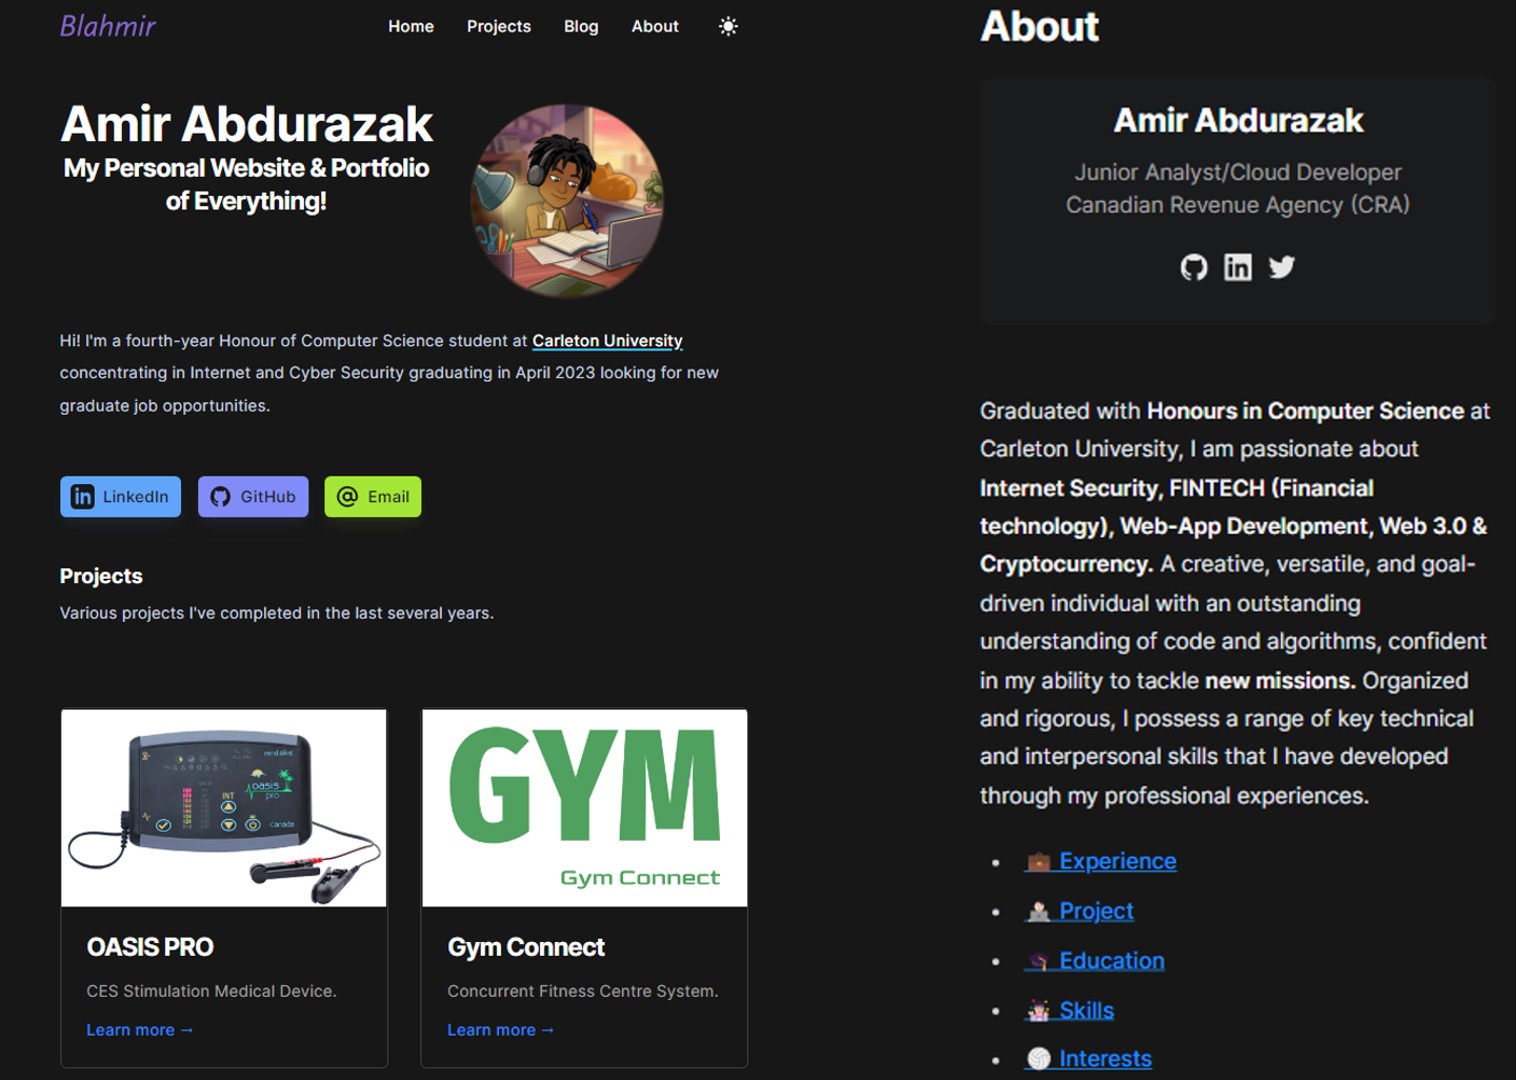 Blahmir
Home
Projects
Blog
About
Amir Abdurazak
My Personal Website & Portfolio
of Everything!
Hi! I'm a fourth-year Honour of Computer Science student at Carleton University
concentrating in Internet and Cyber Security graduating in April 2023 looking for new
graduate job opportunities.
LinkedIn
GitHub
Email
Projects
Various projects I've completed in the last several years.
mind alive
oasis
pro
INT
canada
OASIS PRO
CES Stimulation Medical Device.
Learn more →
GYM
Gym Connect
Gym Connect
Concurrent Fitness Centre System.
Learn more →
About
Amir Abdurazak
Junior Analyst/Cloud Developer
Canadian Revenue Agency (CRA)
Graduated with Honours in Computer Science at
Carleton University, I am passionate about
Internet Security, FINTECH (Financial
technology), Web-App Development, Web 3.0 &
Cryptocurrency. A creative, versatile, and goal-
driven individual with an outstanding
understanding of code and algorithms, confident
in my ability to tackle new missions. Organized
and rigorous, I possess a range of key technical
and interpersonal skills that I have developed
through my professional experiences.
Experience
Project
Education
Skills
Interests